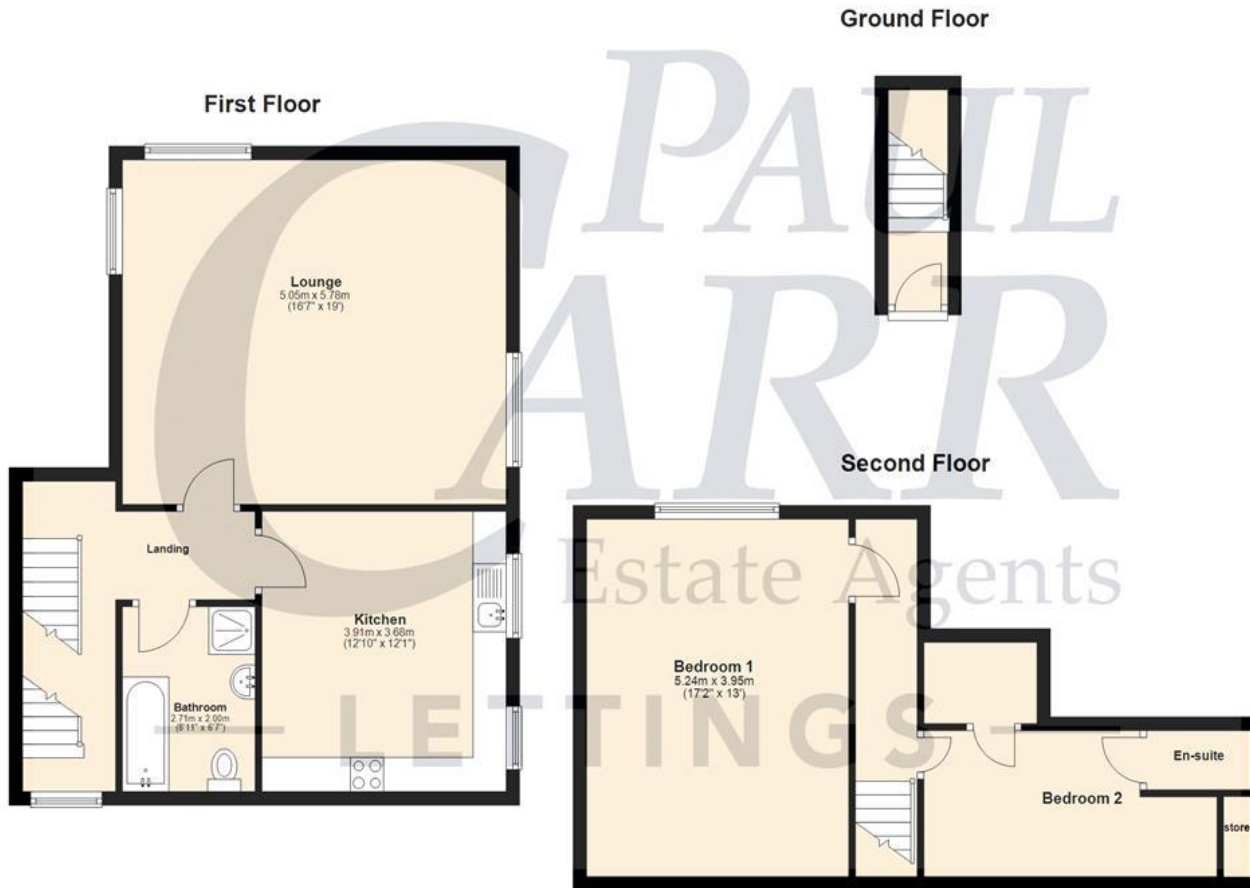 Ground Floor
First Floor
PAUL
CARR
Estate Agents
LETTINGS
Lounge
5.05m x 5.78m
(16'7" x 19')
Landing
Kitchen
3.91m x 3.68m
(12'10" x 12'1")
Bathroom
2.71m x 2.00m
(8'11" x 6'7")
Second Floor
Bedroom 1
5.24m x 3.95m
(17'2" x 13')
En-suite
Bedroom 2
store